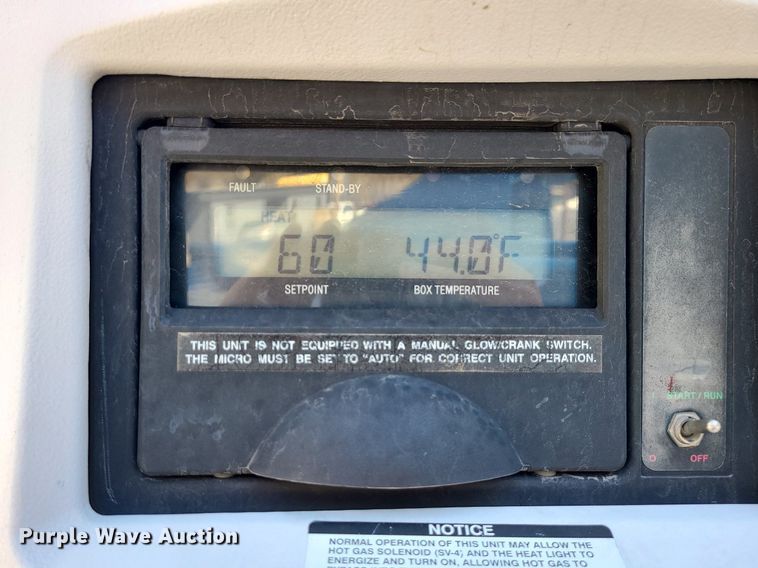 FAULT STAND-BY
HEAT
60 44.0°F
SETPOINT BOX TEMPERATURE
THIS UNIT IS NOT EQUIPPED WITH A MANUAL GLOW/CRANK SWITCH.
THE MICRO MUST BE SET TO "AUTO" FOR CORRECT UNIT OPERATION.
I START / RUN
O OFF
Purple Wave Auction
NOTICE
NORMAL OPERATION OF THIS UNIT MAY ALLOW THE
HOT GAS SOLENOID (SV-4) AND THE HEAT LIGHT TO
ENERGIZE AND TURN ON, ALLOWING HOT GAS TO